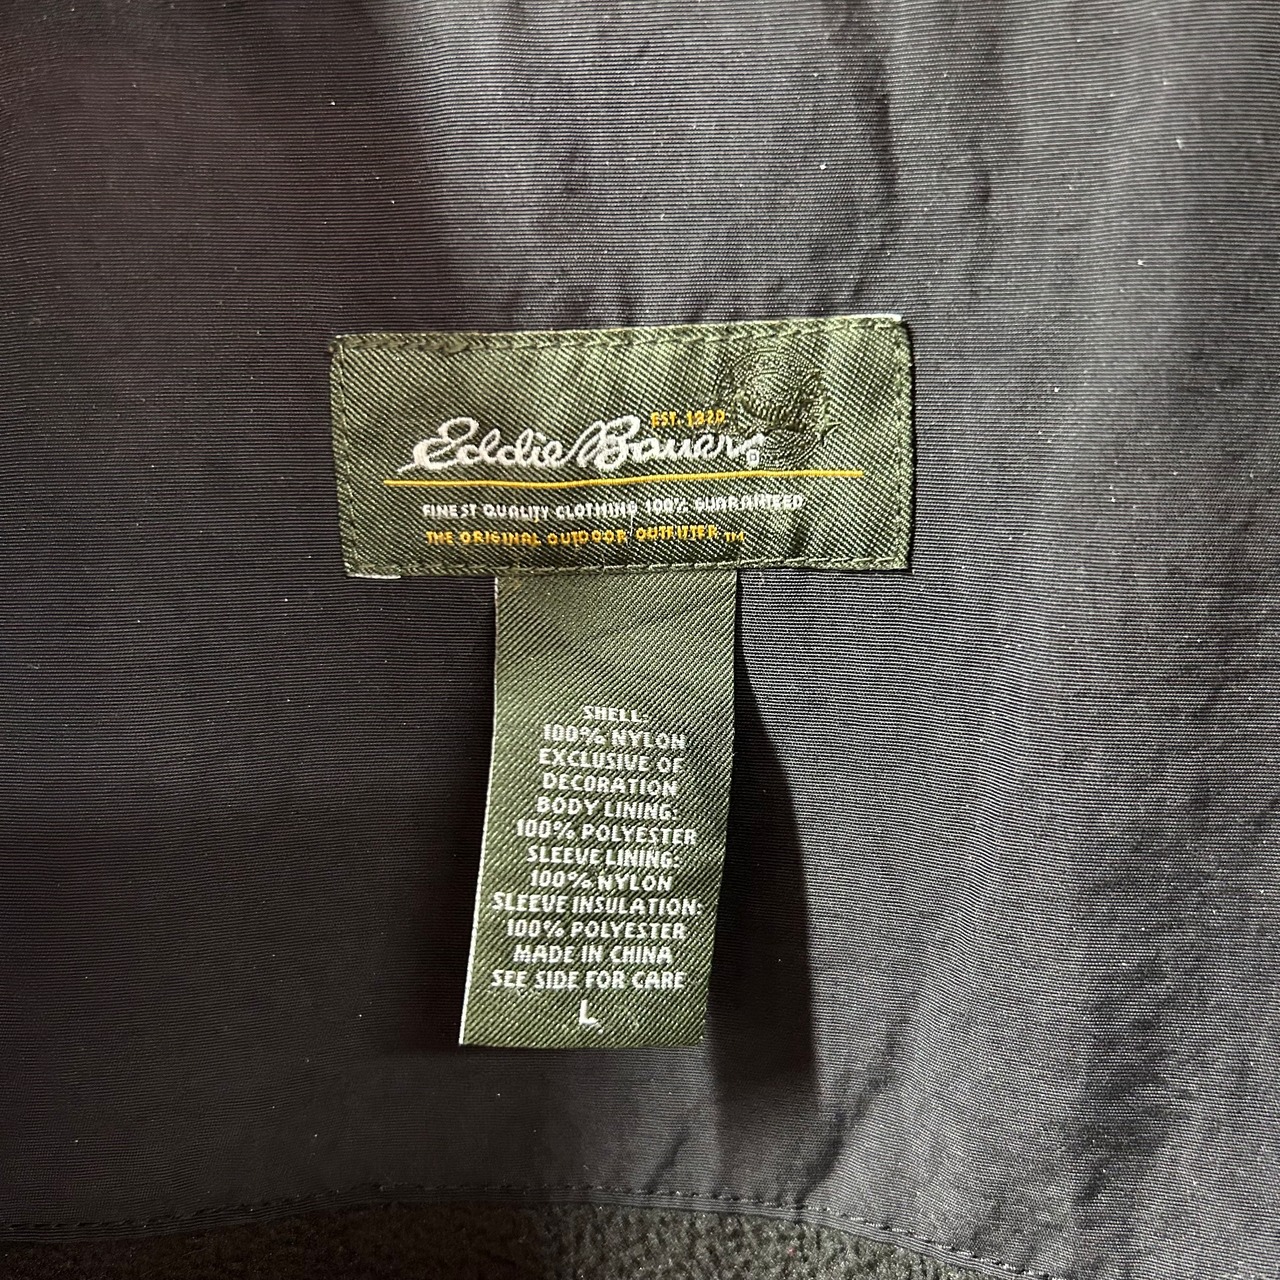 EST. 1920
Eddie Bauer®
FINEST QUALITY CLOTHING 100% GUARANTEED
THE ORIGINAL OUTDOOR OUTFITTER™
SHELL:
100% NYLON
EXCLUSIVE OF
DECORATION
BODY LINING:
100% POLYESTER
SLEEVE LINING:
100% NYLON
SLEEVE INSULATION:
100% POLYESTER
MADE IN CHINA
SEE SIDE FOR CARE
L